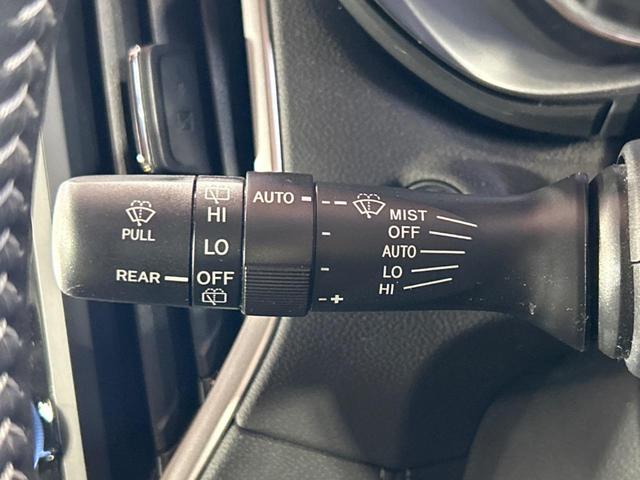 PULL
REAR
HI
LO
OFF
AUTO
- -
-
-
- +
MIST
OFF
AUTO
LO
HI